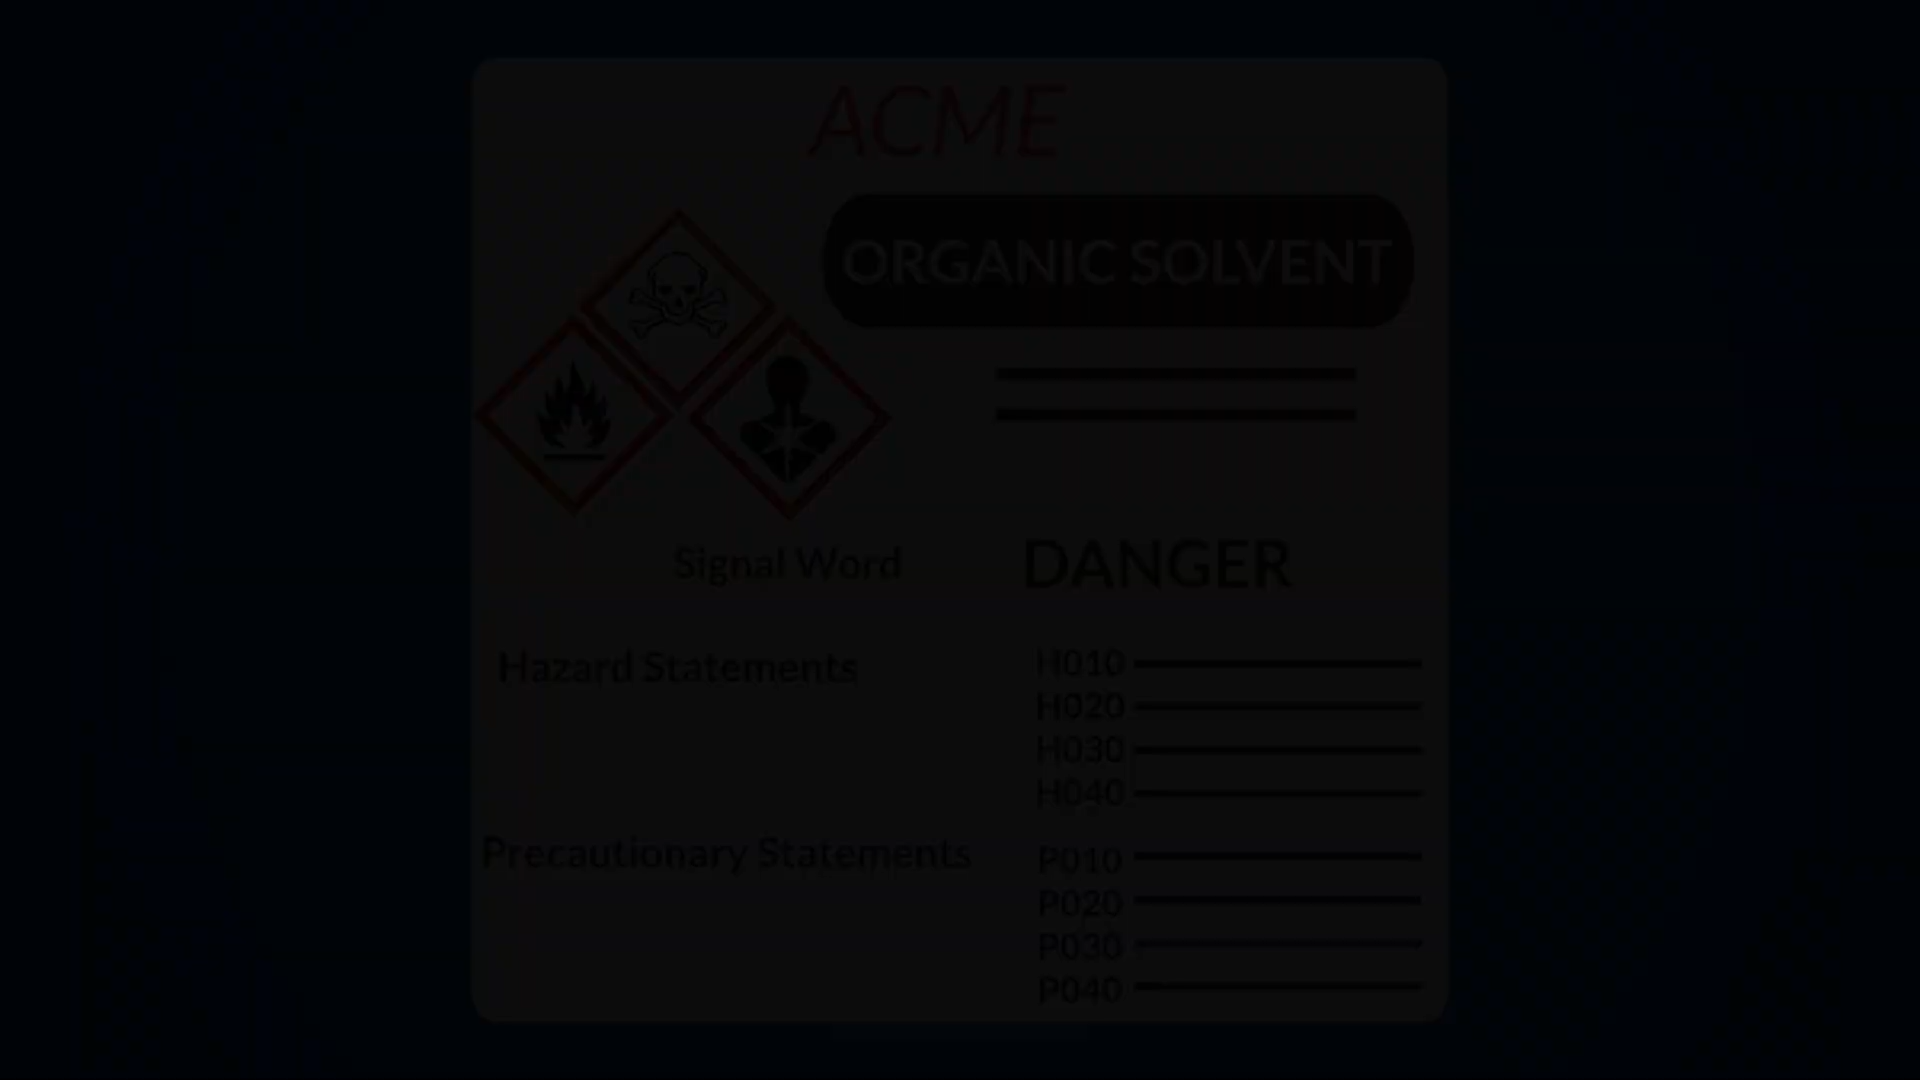 ACME
ORGANIC SOLVENT
Signal Word DANGER
Hazard Statements H010
H020
H030
H040
Precautionary Statements P010
P020
P030
P040